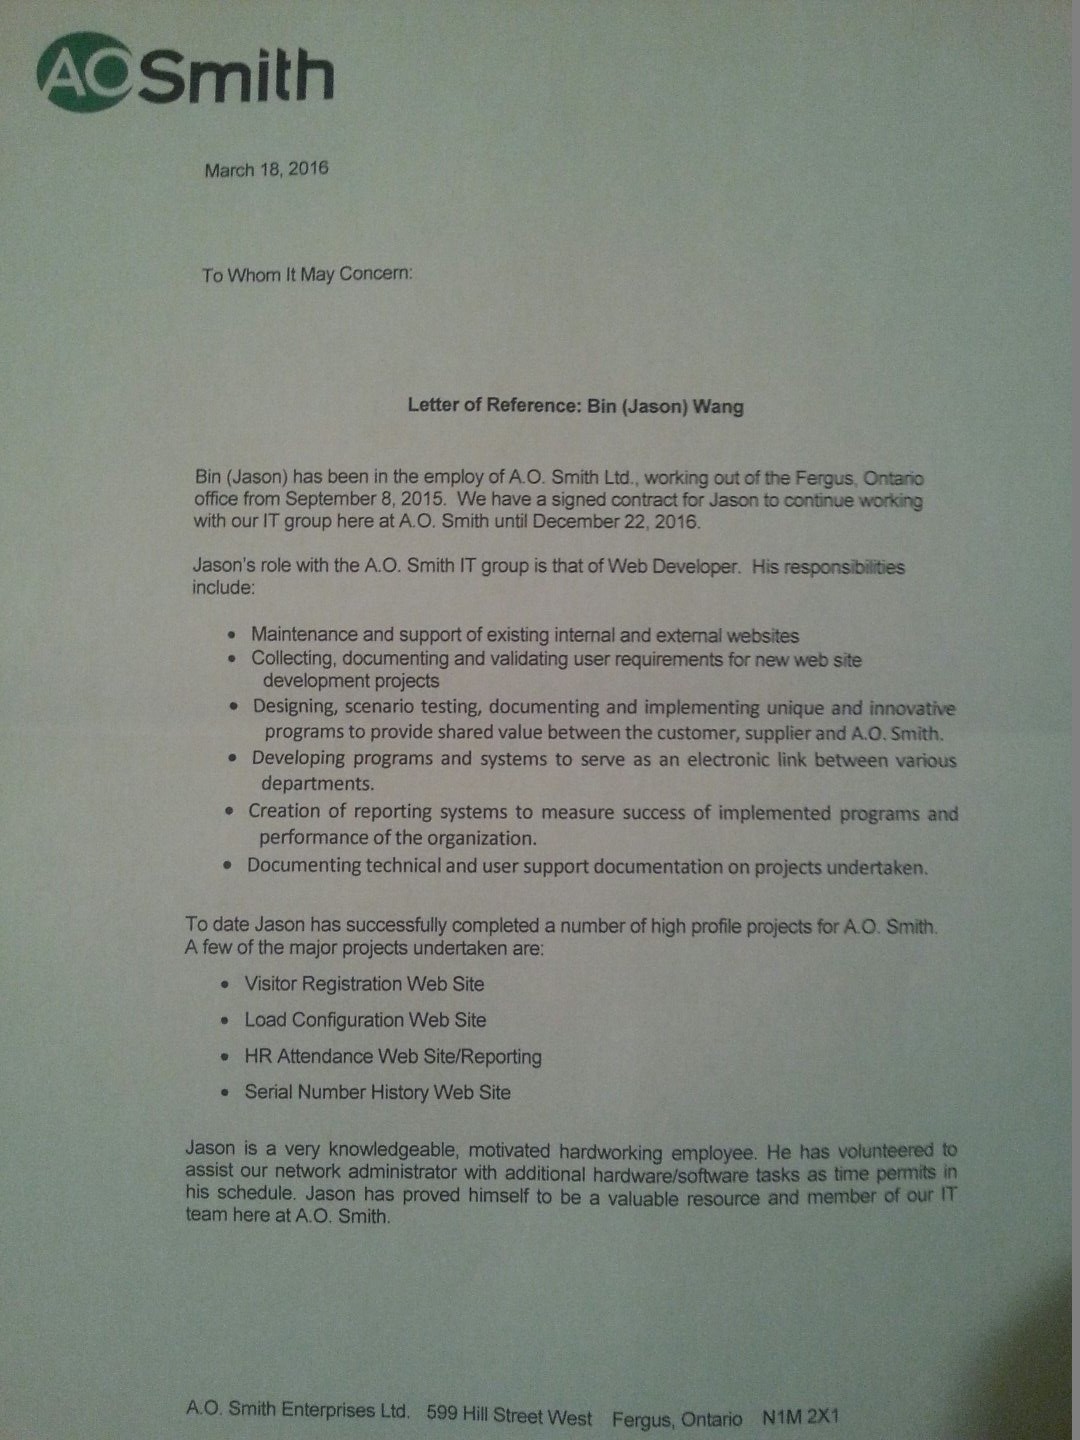 AOSmith
March 18, 2016
To Whom It May Concern:
Letter of Reference: Bin (Jason) Wang
Bin (Jason) has been in the employ of A.O. Smith Ltd., working out of the Fergus, Ontario
office from September 8, 2015.  We have a signed contract for Jason to continue working
with our IT group here at A.O. Smith until December 22, 2016.
Jason's role with the A.O. Smith IT group is that of Web Developer.  His responsibilities
include:
• Maintenance and support of existing internal and external websites
• Collecting, documenting and validating user requirements for new web site
development projects
• Designing, scenario testing, documenting and implementing unique and innovative
programs to provide shared value between the customer, supplier and A.O. Smith.
• Developing programs and systems to serve as an electronic link between various
departments.
• Creation of reporting systems to measure success of implemented programs and
performance of the organization.
• Documenting technical and user support documentation on projects undertaken.
To date Jason has successfully completed a number of high profile projects for A.O. Smith.
A few of the major projects undertaken are:
• Visitor Registration Web Site
• Load Configuration Web Site
• HR Attendance Web Site/Reporting
• Serial Number History Web Site
Jason is a very knowledgeable, motivated hardworking employee. He has volunteered to
assist our network administrator with additional hardware/software tasks as time permits in
his schedule. Jason has proved himself to be a valuable resource and member of our IT
team here at A.O. Smith.
A.O. Smith Enterprises Ltd.   599 Hill Street West   Fergus, Ontario   N1M 2X1